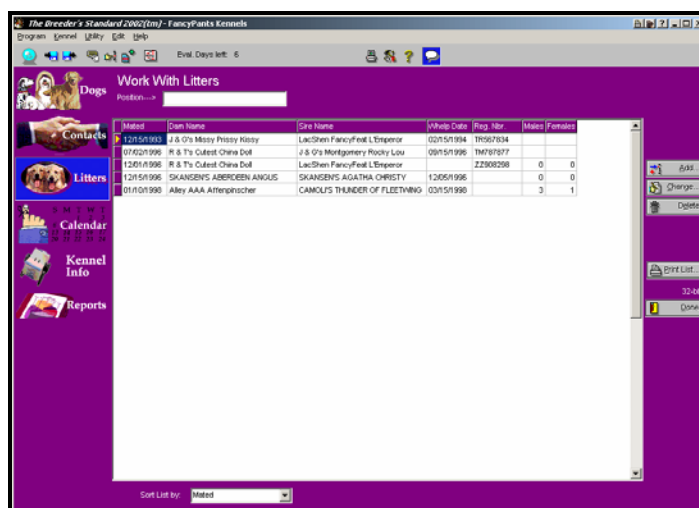 The Breeder's Standard 2002(tm) - FancyPants Kennels
Program Kennel Utility Edit Help
Eval. Days left: 6
Dogs
Contacts
Litters
Calendar
Kennel
Info
Reports
Work With Litters
Position--->
Mated Dam Name Sire Name Whelp Date Reg. Nbr. Males Females
12/15/1993 J & G's Missy Prissy Kissy LacShen FancyFeat L'Emperor 02/15/1994 TR567834
07/02/1996 R & T's Cutest China Doll J & G's Montgomery Rocky Lou 09/15/1996 TM787877
12/01/1996 R & T's Cutest China Doll LacShen FancyFeat L'Emperor ZZ908298 0 0
12/15/1996 SKANSEN'S ABERDEEN ANGUS SKANSEN'S AGATHA CHRISTY 12/05/1995 0 0
01/10/1998 Alley AAA Affenpinscher CAMOLI'S THUNDER OF FLEETWING 03/15/1998 3 1
Add...
Change...
Delete
Print List...
32-bit
Done
Sort List by: Mated